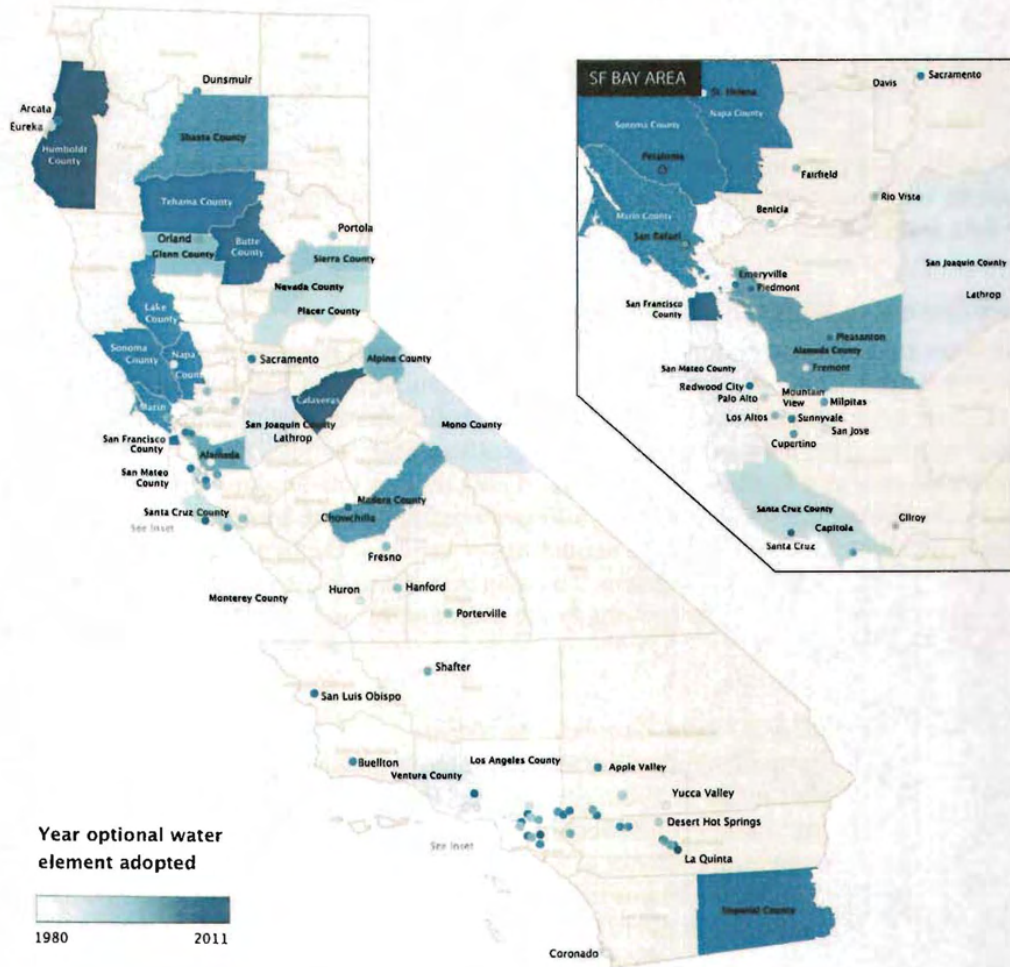 Dunsmuir
Arcata
Eureka
Humboldt
County
Shasta County
Tehama County
Orland
Glenn County
Butte
County
Portola
Sierra County
Nevada County
Placer County
Lake
County
Sonoma
County
Napa
County
Sacramento
Alpine County
Marin
Calaveras
San Joaquin County
Lathrop
Mono County
San Francisco
County
Alameda
San Mateo
County
Santa Cruz County
See Inset
Madera County
Chowchilla
Fresno
Monterey County
Huron
Hanford
Porterville
Shafter
San Luis Obispo
Buellton
Ventura County
Los Angeles County
Apple Valley
Yucca Valley
Desert Hot Springs
La Quinta
See Inset
Imperial County
Coronado
Year optional water
element adopted
1980 2011
SF BAY AREA
St. Helena
Sonoma County
Napa County
Davis
Sacramento
Petaluma
Fairfield
Rio Vista
Marin County
Benicia
San Rafael
San Joaquin County
Emeryville
Piedmont
Lathrop
San Francisco
County
Pleasanton
Alameda County
San Mateo County
Fremont
Redwood City
Palo Alto
Mountain
View
Milpitas
Los Altos
Sunnyvale
San Jose
Cupertino
Santa Cruz County
Capitola
Gilroy
Santa Cruz